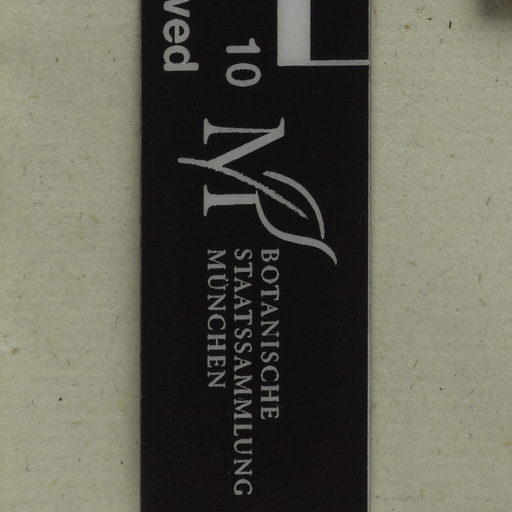 ved
10
M
BOTANISCHE
STAATSSAMMLUNG
MÜNCHEN